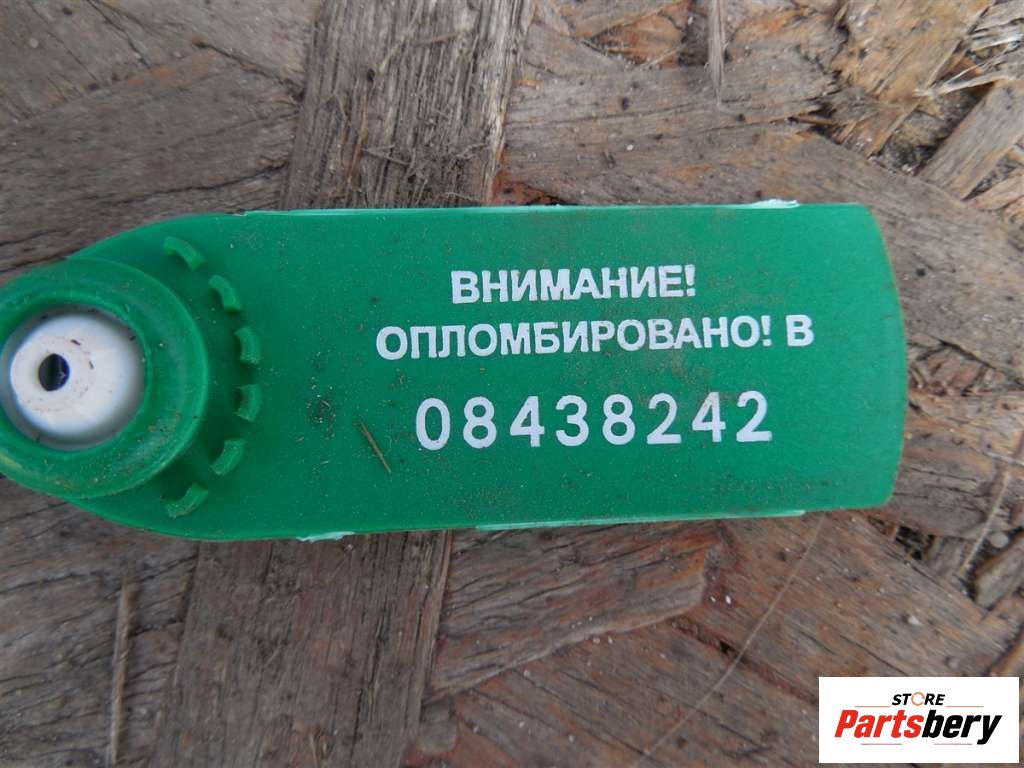 ВНИМАНИЕ!
ОПЛОМБИРОВАНО! В
08438242
STORE
Partsbery